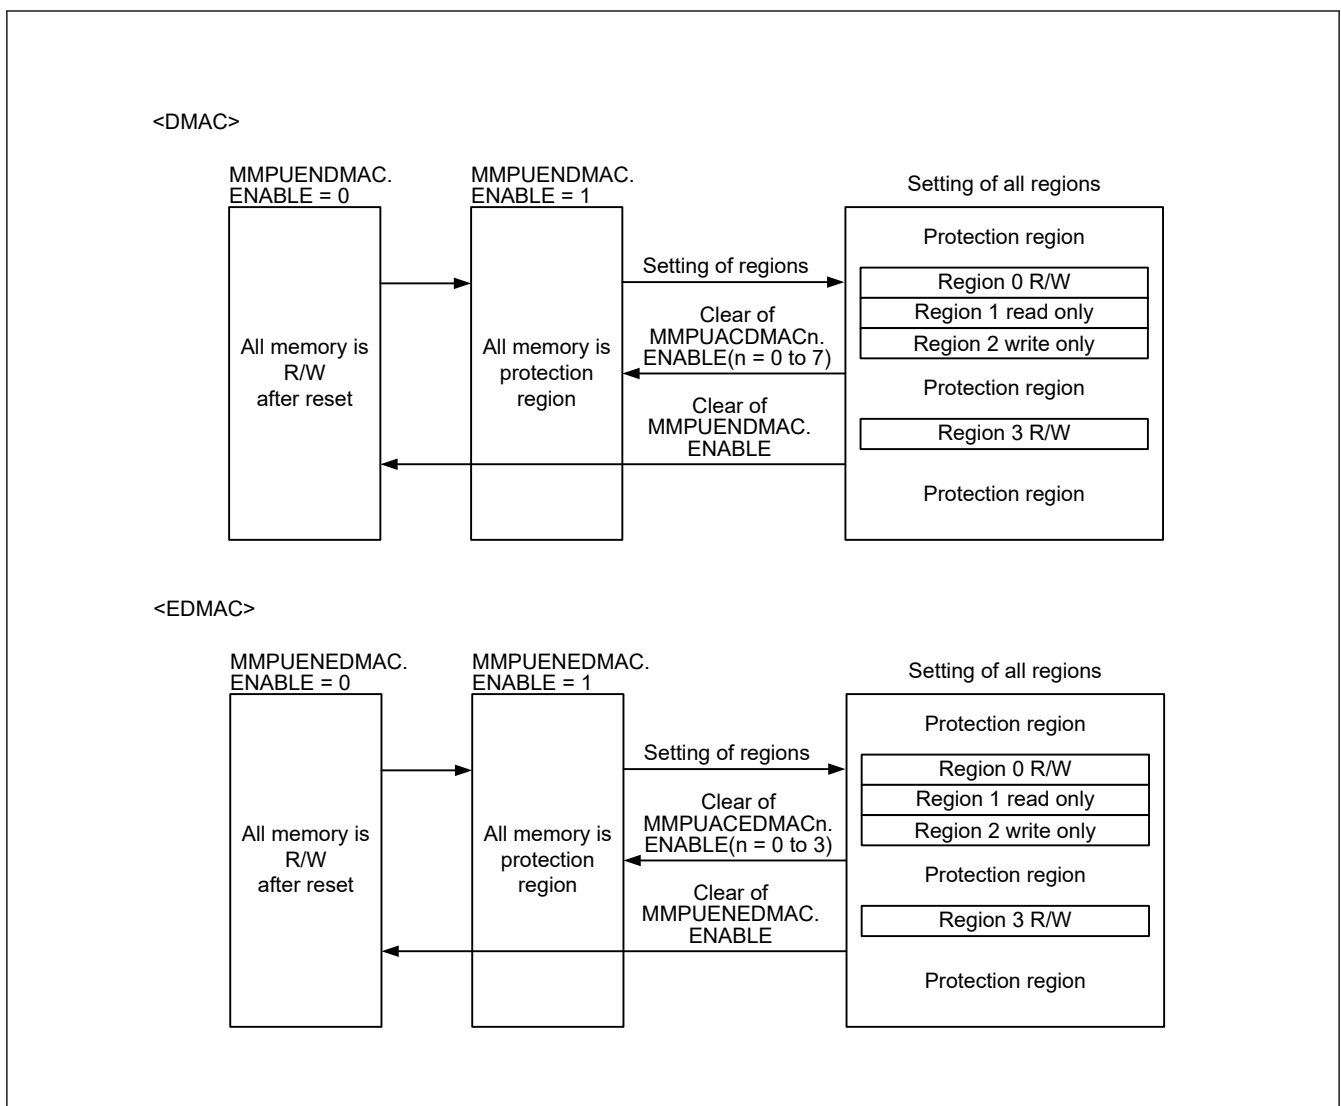 <DMAC>
MMPUENDMAC.
ENABLE = 0
MMPUENDMAC.
ENABLE = 1
Setting of all regions
All memory is
R/W
after reset
All memory is
protection
region
Setting of regions
Clear of
MMPUACDMACn.
ENABLE(n = 0 to 7)
Clear of
MMPUENDMAC.
ENABLE
Protection region
Region 0 R/W
Region 1 read only
Region 2 write only
Protection region
Region 3 R/W
Protection region
<EDMAC>
MMPUENEDMAC.
ENABLE = 0
MMPUENEDMAC.
ENABLE = 1
Setting of all regions
All memory is
R/W
after reset
All memory is
protection
region
Setting of regions
Clear of
MMPUACEDMACn.
ENABLE(n = 0 to 3)
Clear of
MMPUENEDMAC.
ENABLE
Protection region
Region 0 R/W
Region 1 read only
Region 2 write only
Protection region
Region 3 R/W
Protection region